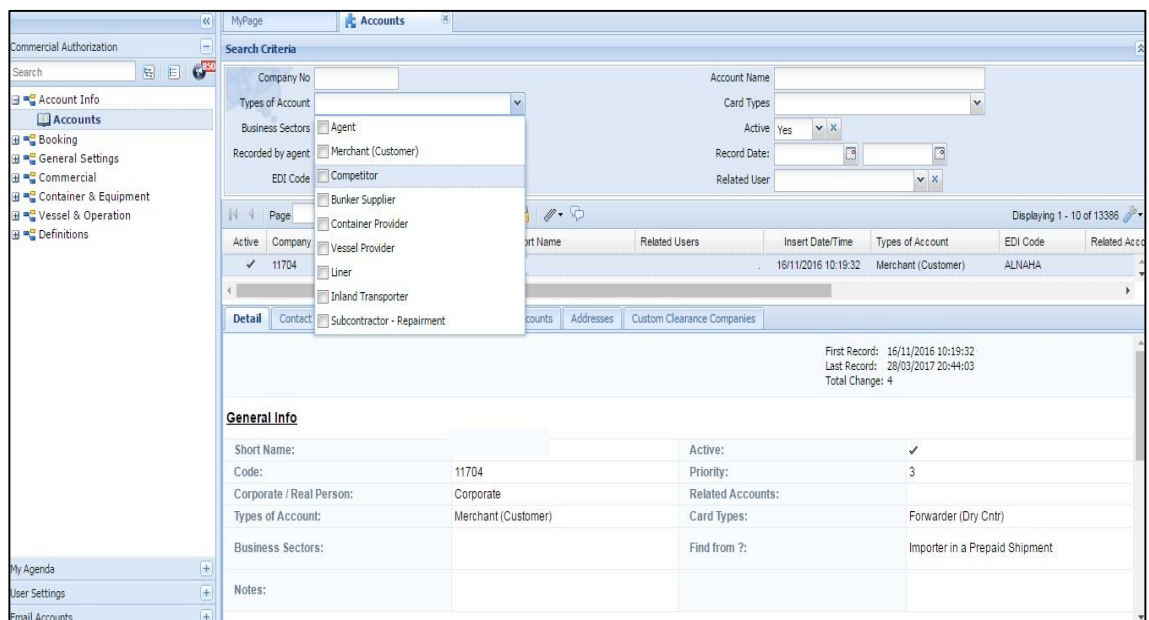 MyPage
Accounts
Commercial Authorization
Search
850
Account Info
Accounts
Booking
General Settings
Commercial
Container & Equipment
Vessel & Operation
Definitions
My Agenda
User Settings
Email Accounts
Search Criteria
Company No
Account Name
Types of Account
Card Types
Business Sectors
Active Yes
Recorded by agent
Record Date:
EDI Code
Related User
Agent
Merchant (Customer)
Competitor
Bunker Supplier
Container Provider
Vessel Provider
Liner
Inland Transporter
Subcontractor - Repairment
Page
Displaying 1 - 10 of 13386
Active Company ort Name Related Users Insert Date/Time Types of Account EDI Code Related Acco
11704 16/11/2016 10:19:32 Merchant (Customer) ALNAHA
Detail Contact counts Addresses Custom Clearance Companies
First Record: 16/11/2016 10:19:32
Last Record: 28/03/2017 20:44:03
Total Change: 4
General Info
Short Name: Active: ✓
Code: 11704 Priority: 3
Corporate / Real Person: Corporate Related Accounts:
Types of Account: Merchant (Customer) Card Types: Forwarder (Dry Cntr)
Business Sectors: Find from ?: Importer in a Prepaid Shipment
Notes: